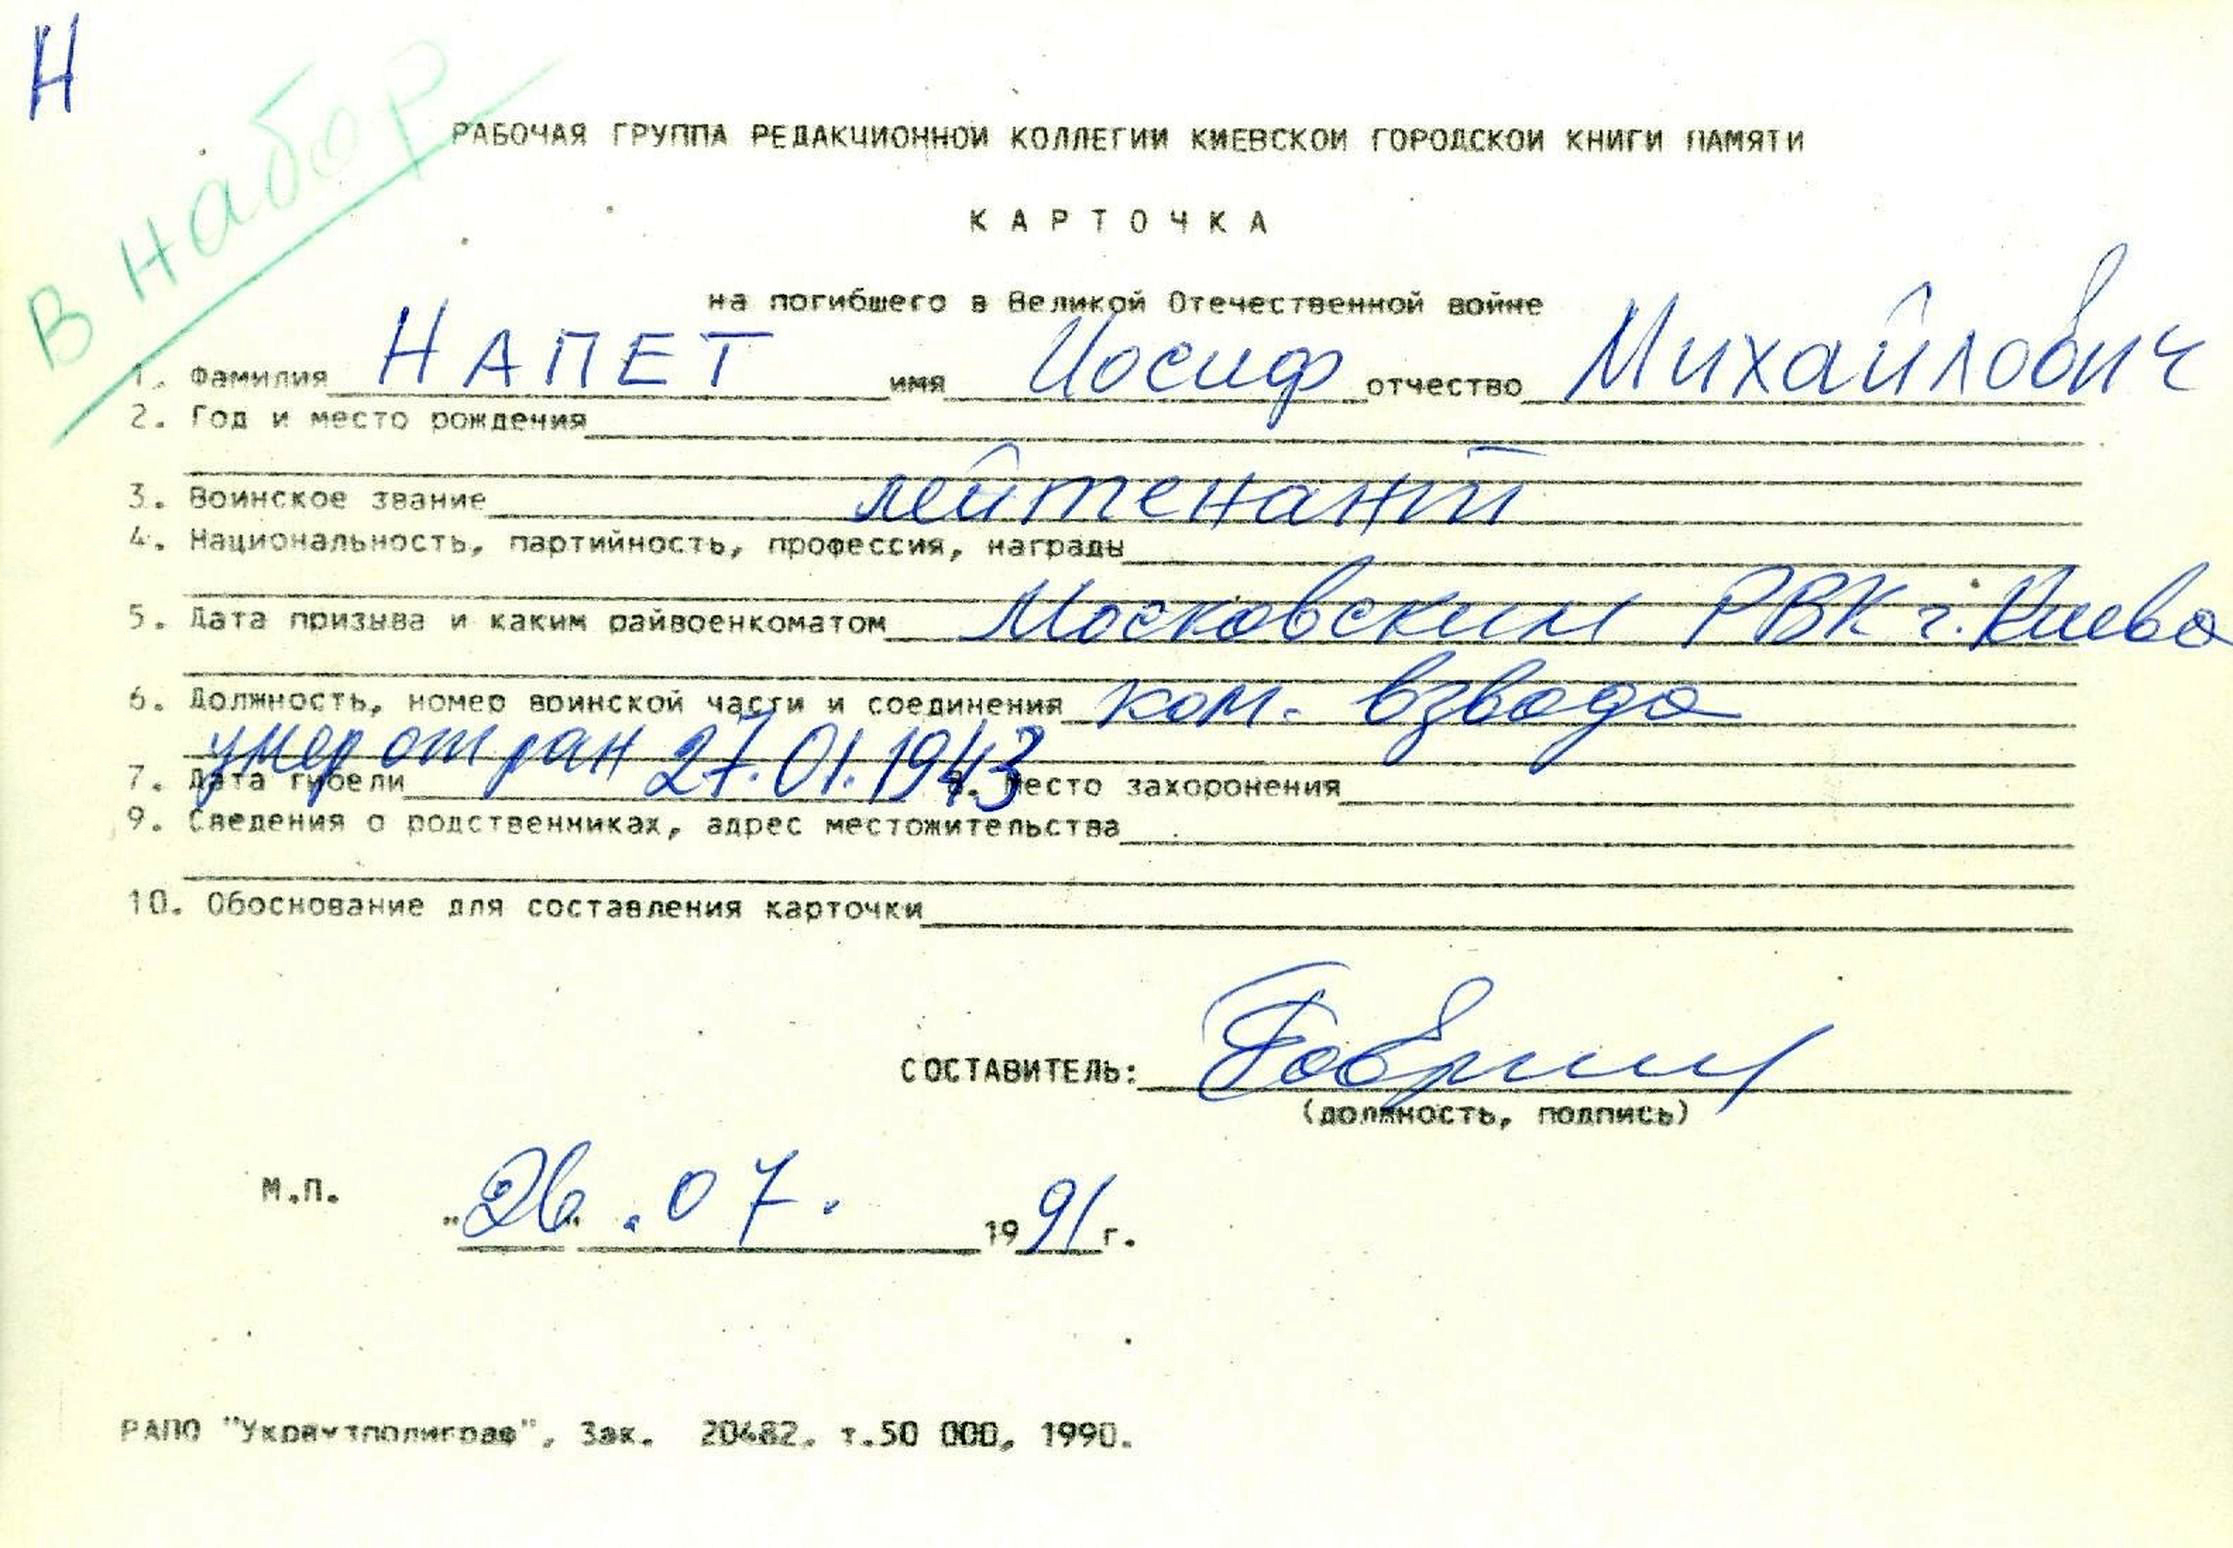 Н
В набор
РАБОЧАЯ ГРУППА РЕДАКЦИОННОЙ КОЛЛЕГИИ КИЕВСКОЙ ГОРОДСКОЙ КНИГИ ПАМЯТИ
КАРТОЧКА
на погибшего в Великой Отечественной войне
1. Фамилия НАПЕТ имя Иосиф отчество Михайлович
2. Год и место рождения
3. Воинское звание лейтенант
4. Национальность, партийность, профессия, награды
5. Дата призыва и каким райвоенкоматом Московским РВК г. Киева
6. Должность, номер воинской части и соединения ком. взвода
умер от ран 27.01.1943
7. Дата гибели 8. Место захоронения
9. Сведения о родственниках, адрес местожительства
10. Обоснование для составления карточки
СОСТАВИТЕЛЬ:
(должность, подпись)
М.П.
"26" .07. 1991г.
РАПО "Укрвузполиграф", Зак. 20482, т.50 000, 1990.